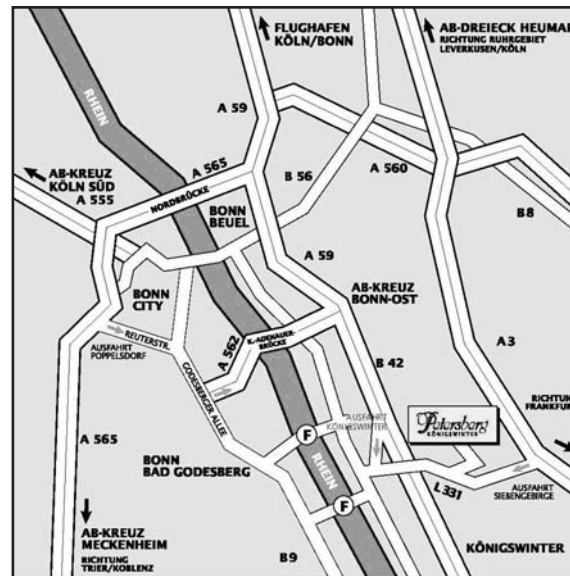 FLUGHAFEN
KÖLN/BONN
AB-DREIECK HEUMAR
RICHTUNG RUHRGEBIET
LEVERKUSEN/KÖLN
RHEIN
A 59
A 565
B 56
A 560
AB-KREUZ
KÖLN SÜD
A 555
NORDBRÜCKE
BONN
BEUEL
B 8
A 59
AB-KREUZ
BONN-OST
BONN
CITY
REUTERSTR.
AUSFAHRT
POPPELSDORF
A 562
K.-ADENAUER-
BRÜCKE
B 42
A 3
GODESBERGER ALLEE
AUSFAHRT
KÖNIGSWINTER
Petersberg
KÖNIGSWINTER
RICHTUNG
FRANKFURT
A 565
F
RHEIN
BONN
BAD GODESBERG
L 331
AUSFAHRT
SIEBENGEBIRGE
F
AB-KREUZ
MECKENHEIM
RICHTUNG
TRIER/KOBLENZ
B 9
KÖNIGSWINTER